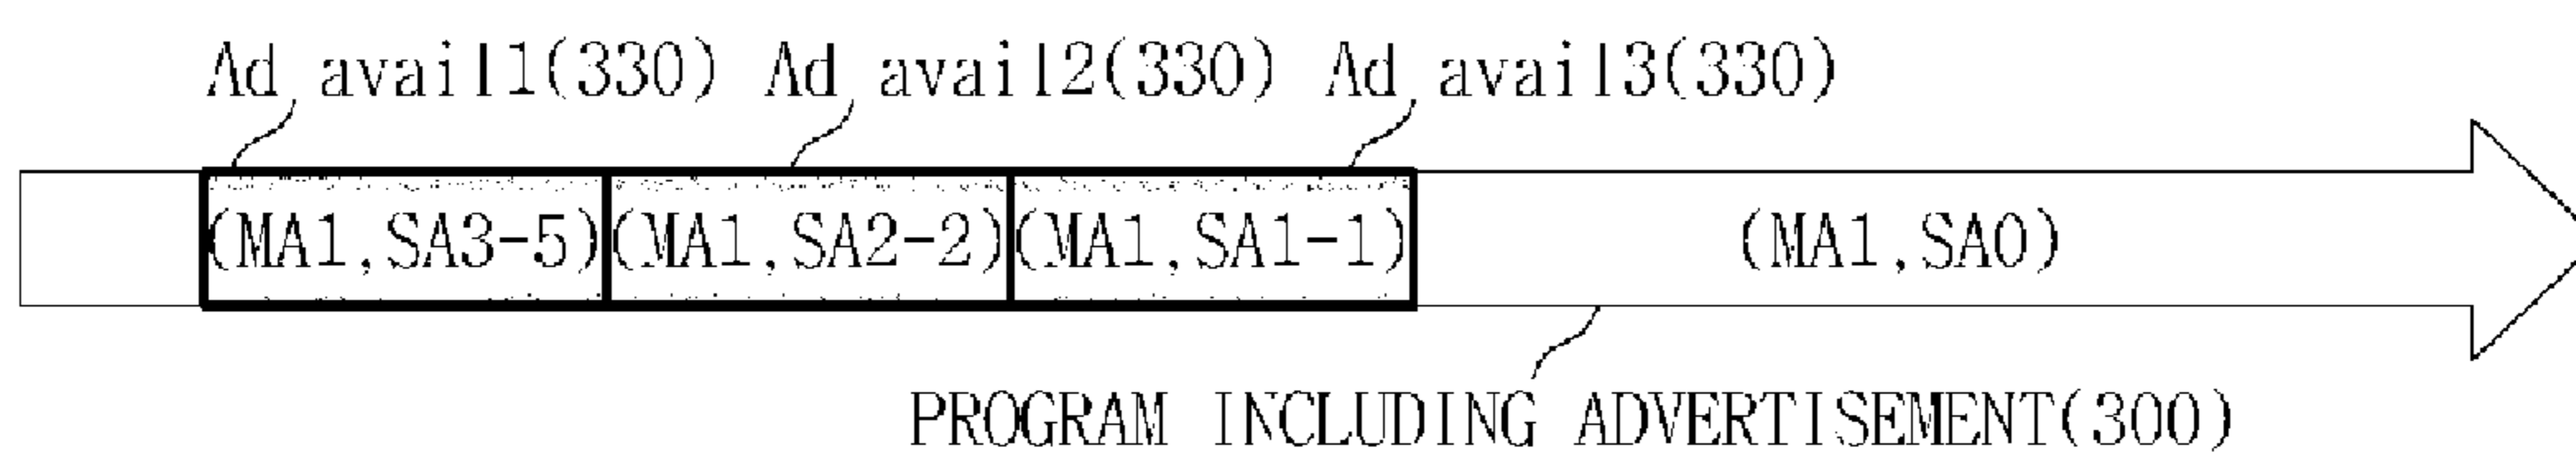 Ad avail1(330) Ad avail2(330) Ad avail3(330)
(MA1,SA3-5) (MA1,SA2-2) (MA1,SA1-1) (MA1,SA0)
PROGRAM INCLUDING ADVERTISEMENT(300)